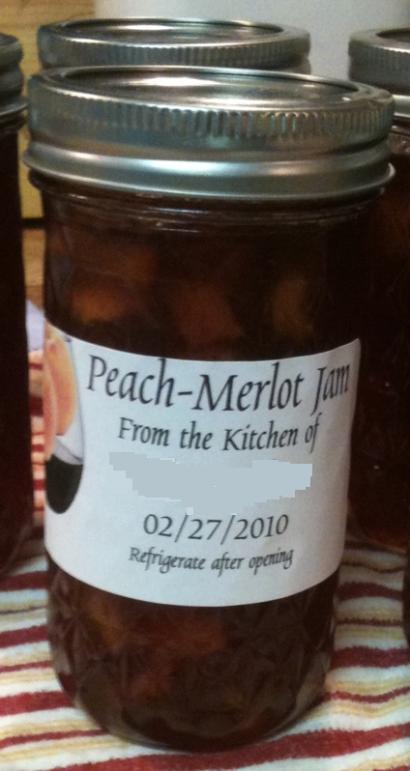 Peach-Merlot Jam
From the Kitchen of
02/27/2010
Refrigerate after opening